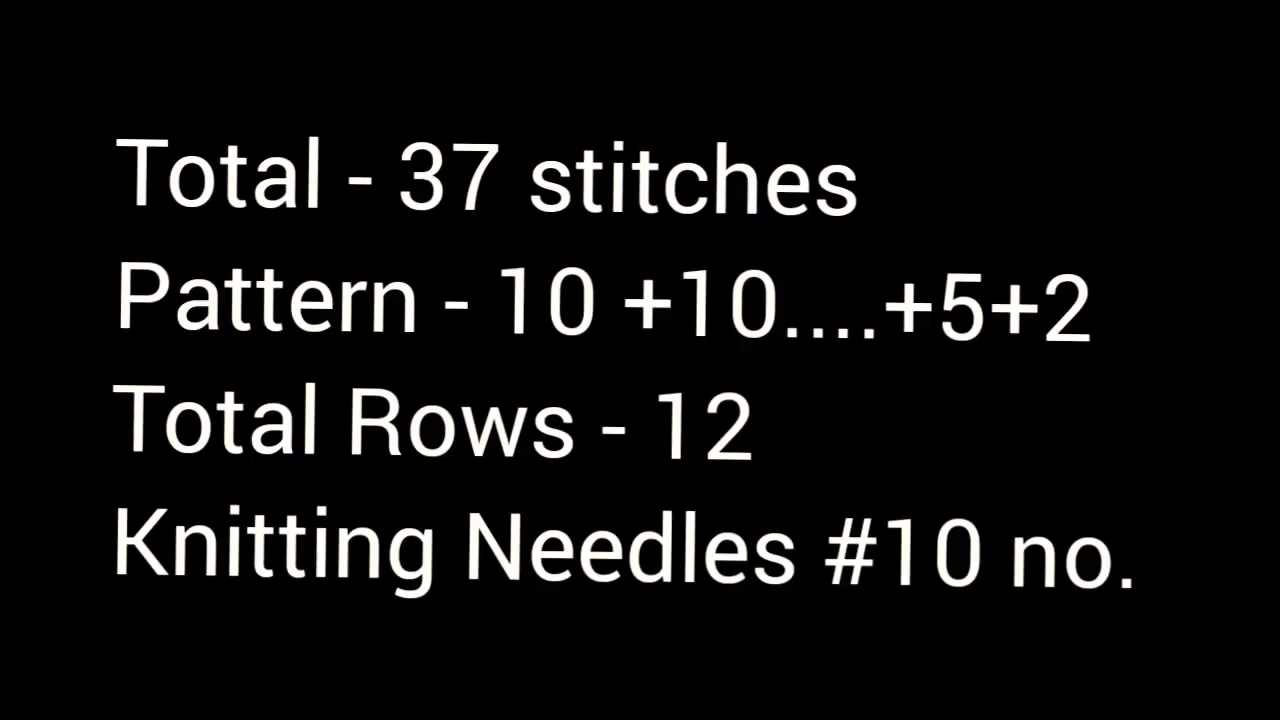 Total - 37 stitches
Pattern - 10 +10....+5+2
Total Rows - 12
Knitting Needles #10 no.